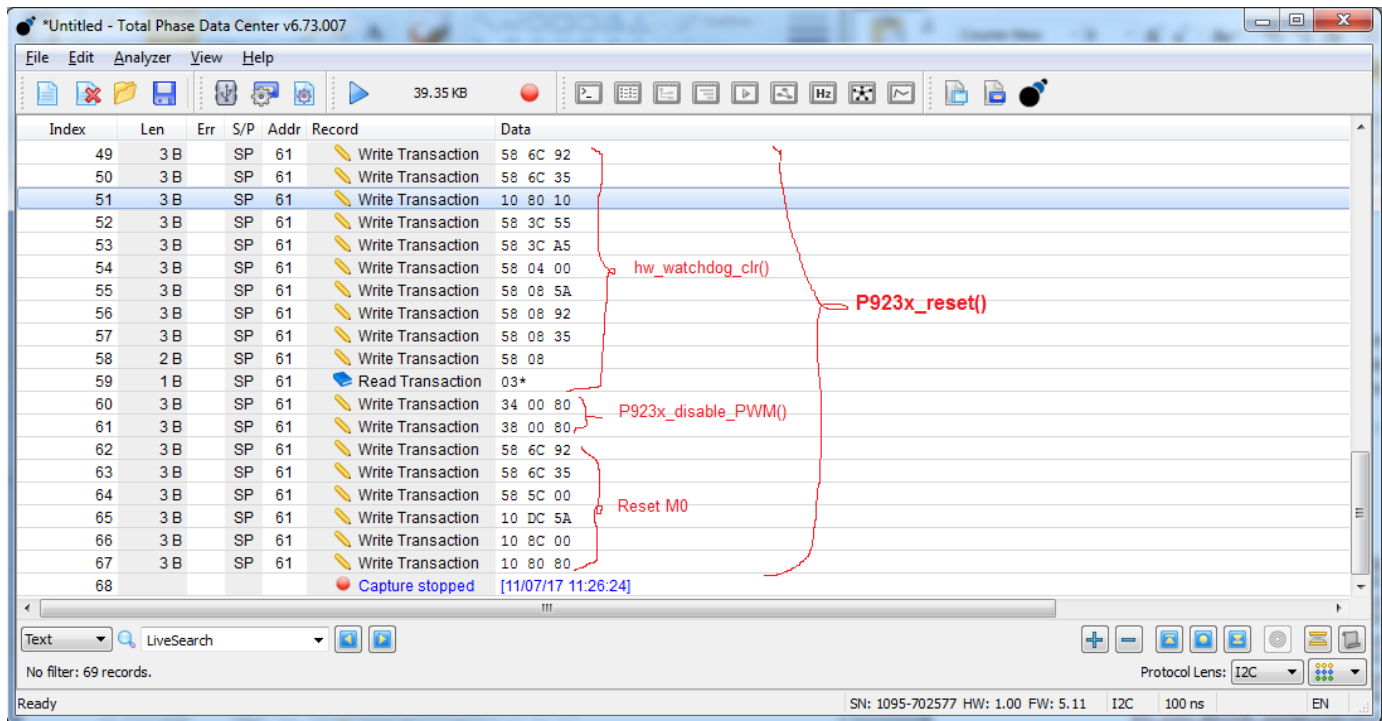 *Untitled - Total Phase Data Center v6.73.007
File Edit Analyzer View Help
39.35 KB
Index Len Err S/P Addr Record Data
49 3 B SP 61 Write Transaction 58 6C 92
50 3 B SP 61 Write Transaction 58 6C 35
51 3 B SP 61 Write Transaction 10 80 10
52 3 B SP 61 Write Transaction 58 3C 55
53 3 B SP 61 Write Transaction 58 3C A5
54 3 B SP 61 Write Transaction 58 04 00 hw_watchdog_clr()
55 3 B SP 61 Write Transaction 58 08 5A
P923x_reset()
56 3 B SP 61 Write Transaction 58 08 92
57 3 B SP 61 Write Transaction 58 08 35
58 2 B SP 61 Write Transaction 58 08
59 1 B SP 61 Read Transaction 03*
60 3 B SP 61 Write Transaction 34 00 80
P923x_disable_PWM()
61 3 B SP 61 Write Transaction 38 00 80
62 3 B SP 61 Write Transaction 58 6C 92
63 3 B SP 61 Write Transaction 58 6C 35
64 3 B SP 61 Write Transaction 58 5C 00
Reset M0
65 3 B SP 61 Write Transaction 10 DC 5A
66 3 B SP 61 Write Transaction 10 8C 00
67 3 B SP 61 Write Transaction 10 80 80
68 Capture stopped [11/07/17 11:26:24]
Text LiveSearch
No filter: 69 records. Protocol Lens: I2C
Ready SN: 1095-702577 HW: 1.00 FW: 5.11 I2C 100 ns EN